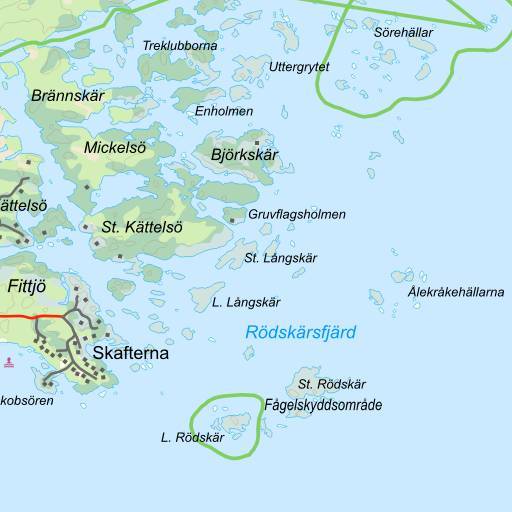 Sörehällar
Treklubborna
Uttergrytet
Brännskär
Enholmen
Mickelsö
Björkskär
ättelsö
Gruvflagsholmen
St. Kättelsö
St. Långskär
Fittjö
Ålekråkehällarna
L. Långskär
Rödskärsfjärd
Skafterna
St. Rödskär
kobsören
Fågelskyddsområde
L. Rödskär